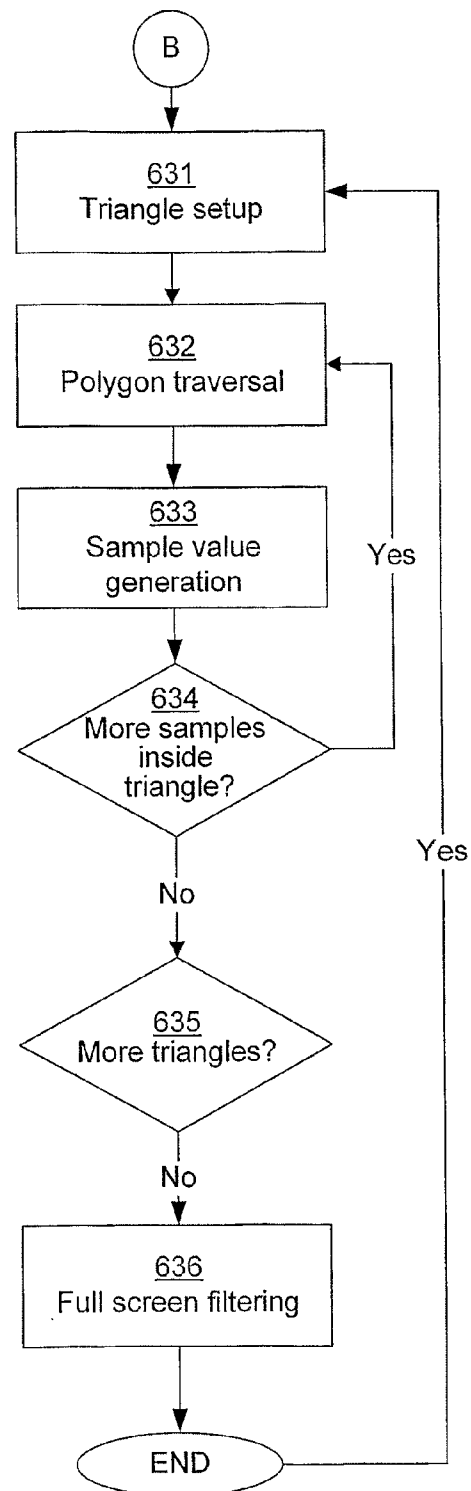 B
631
Triangle setup
632
Polygon traversal
633
Sample value
generation
Yes
634
More samples
inside
triangle?
Yes
No
635
More triangles?
No
636
Full screen filtering
END